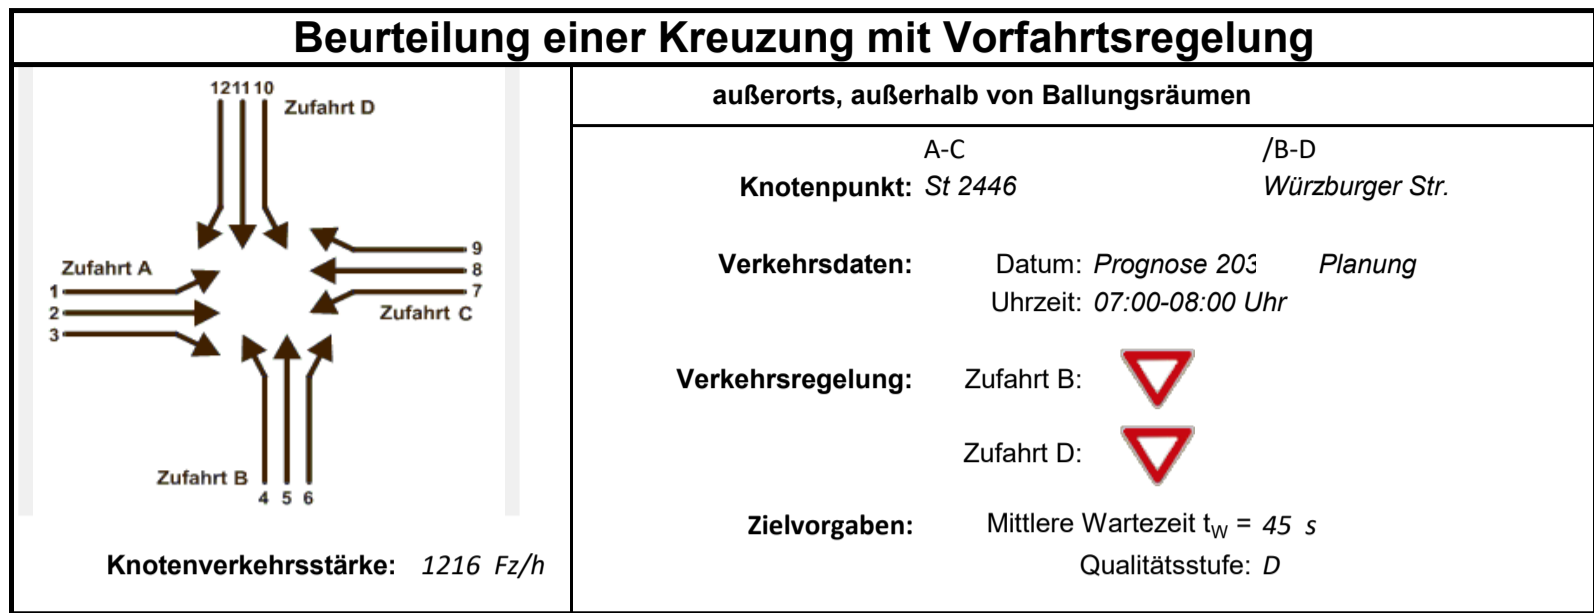 Beurteilung einer Kreuzung mit Vorfahrtsregelung
121110
Zufahrt D
9
8
7
Zufahrt C
Zufahrt A
1
2
3
Zufahrt B
4 5 6
Knotenverkehrsstärke: 1216 Fz/h
außerorts, außerhalb von Ballungsräumen
A-C /B-D
Knotenpunkt: St 2446 Würzburger Str.
Verkehrsdaten: Datum: Prognose 203 Planung
Uhrzeit: 07:00-08:00 Uhr
Verkehrsregelung: Zufahrt B:
Zufahrt D:
Zielvorgaben: Mittlere Wartezeit tW = 45 s
Qualitätsstufe: D